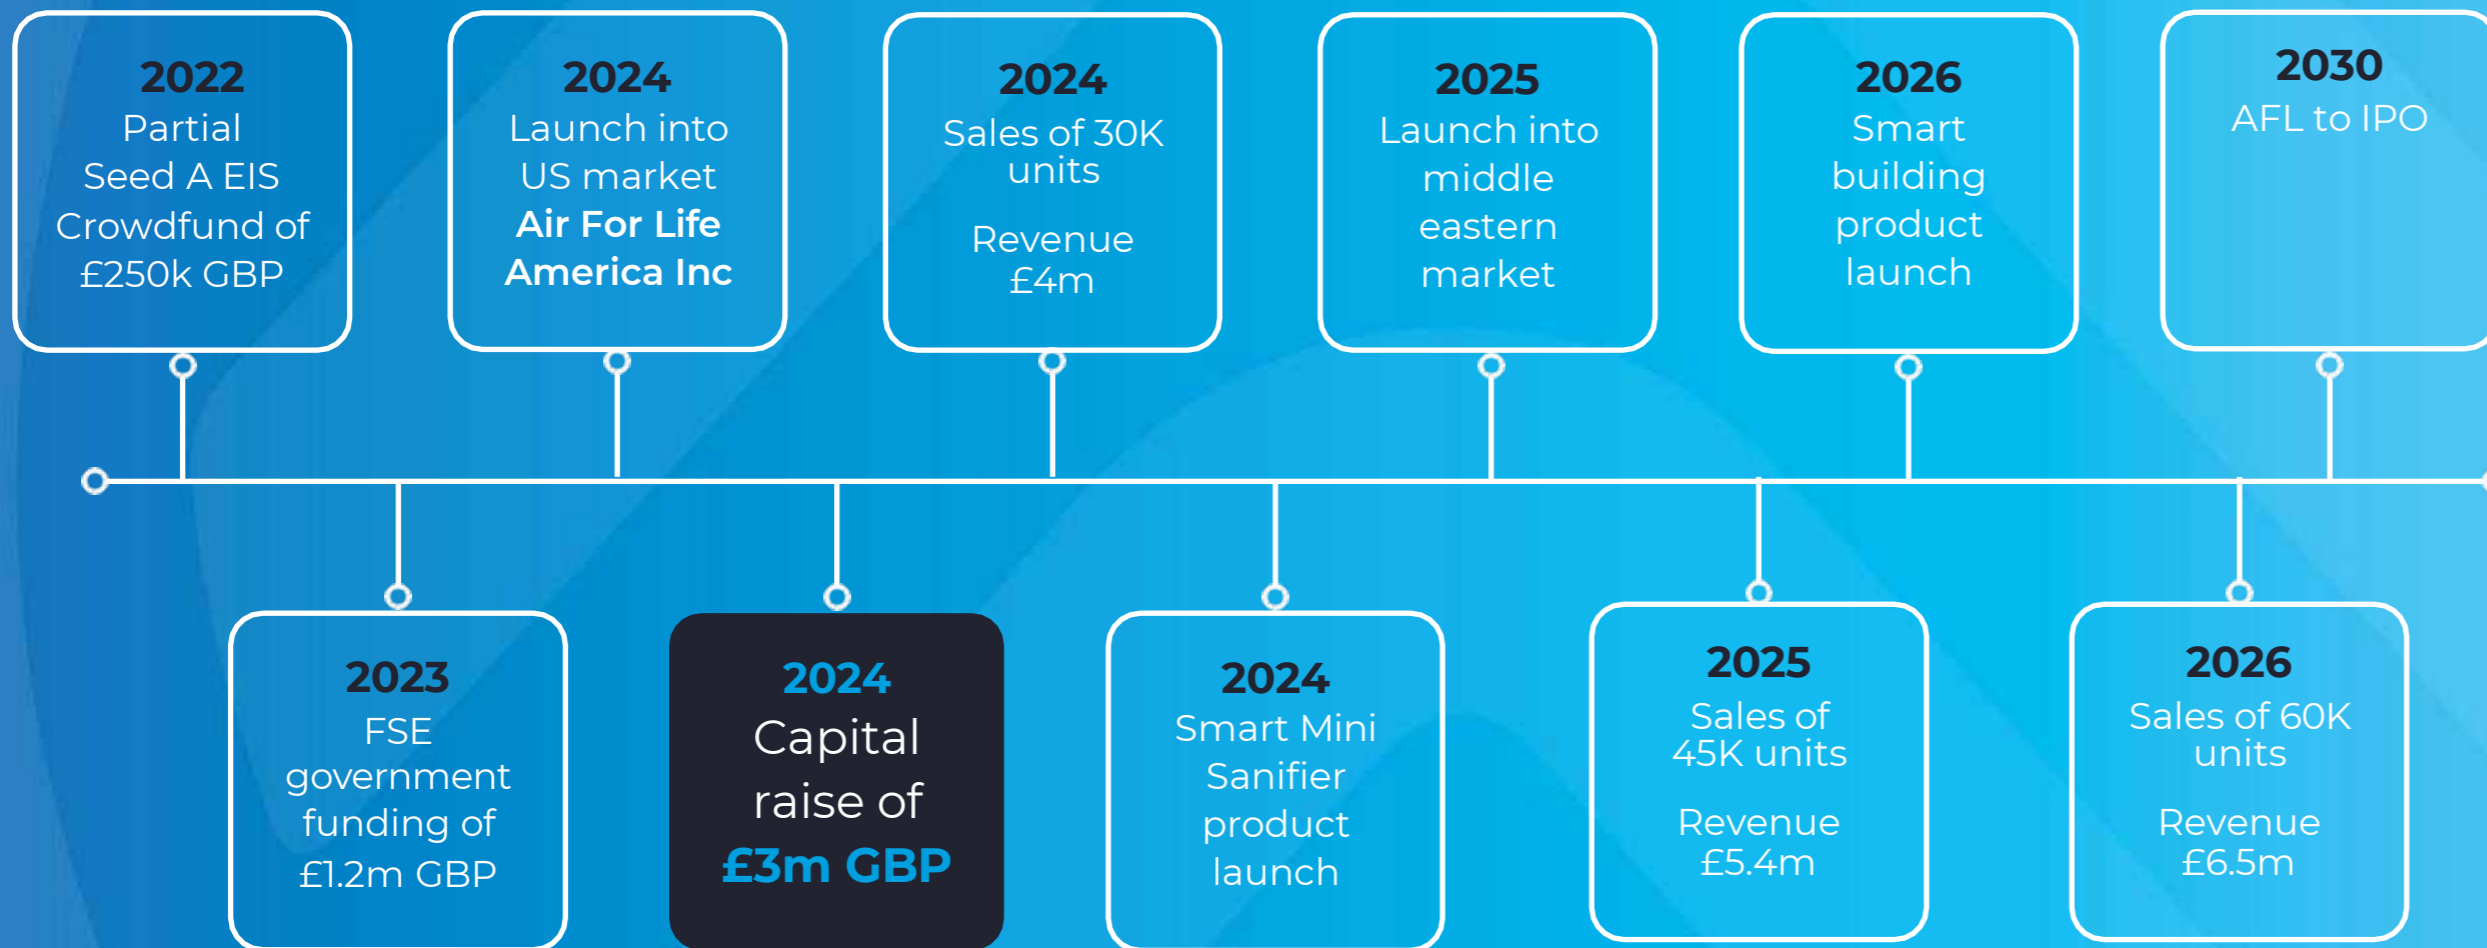 2022
Partial
Seed A EIS
Crowdfund of
£250k GBP
2024
Launch into
US market
Air For Life
America Inc
2024
Sales of 30K
units
Revenue
£4m
2025
Launch into
middle
eastern
market
2026
Smart
building
product
launch
2030
AFL to IPO
2023
FSE
government
funding of
£1.2m GBP
2024
Capital
raise of
£3m GBP
2024
Smart Mini
Sanifier
product
launch
2025
Sales of
45K units
Revenue
£5.4m
2026
Sales of 60K
units
Revenue
£6.5m